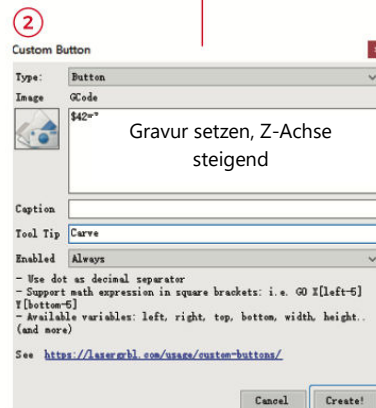 2
Custom Button
Type: Button
Image GCode
$42="
Gravur setzen, Z-Achse
steigend
Caption
Tool Tip Carve
Enabled Always
- Use dot as decimal separator
- Support math expression in square brackets: i.e. G0 X[left-5]
Y[bottom-5]
- Available variables: left, right, top, bottom, width, height..
(and more)
See https://lasergrbl.com/usage/custom-buttons/
Cancel Create!